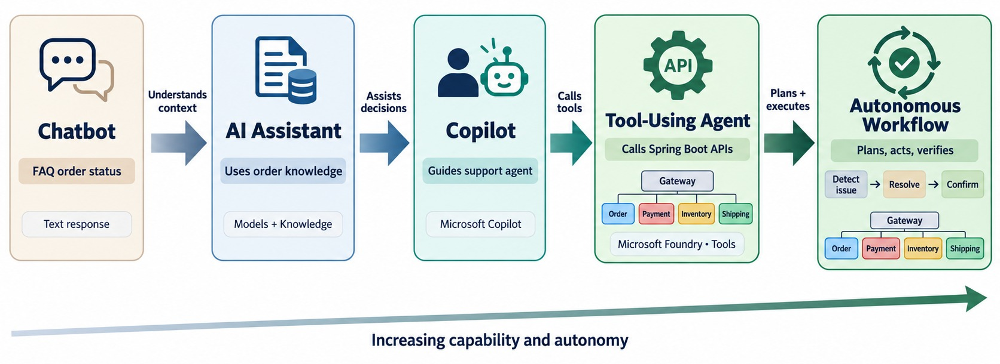 Chatbot
FAQ order status
Text response
Understands
context
AI Assistant
Uses order knowledge
Models + Knowledge
Assists
decisions
Copilot
Guides support agent
Microsoft Copilot
Calls
tools
API
Tool-Using Agent
Calls Spring Boot APIs
Gateway
Order Payment Inventory Shipping
Microsoft Foundry • Tools
Plans +
executes
Autonomous
Workflow
Plans, acts, verifies
Detect
issue
Resolve
Confirm
Gateway
Order Payment Inventory Shipping
Increasing capability and autonomy